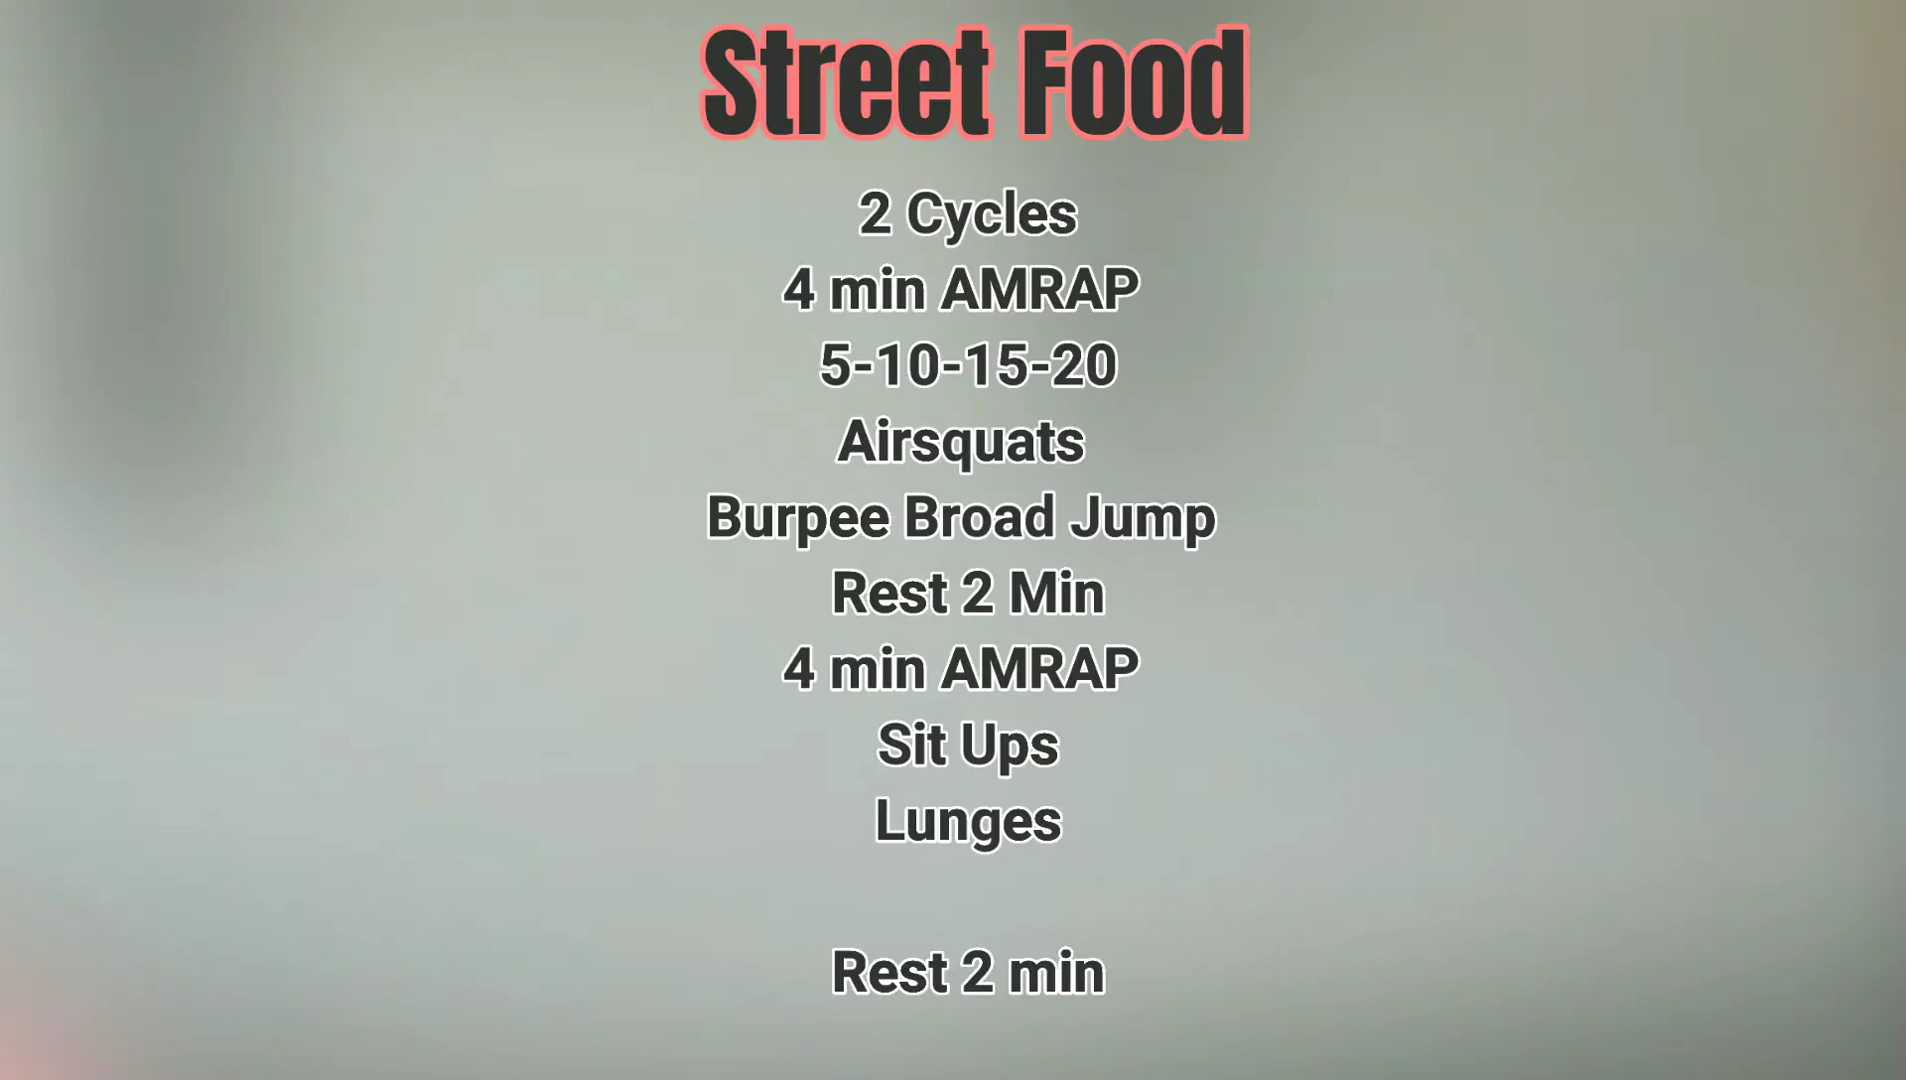 Street Food
2 Cycles
4 min AMRAP
5-10-15-20
Airsquats
Burpee Broad Jump
Rest 2 Min
4 min AMRAP
Sit Ups
Lunges
Rest 2 min